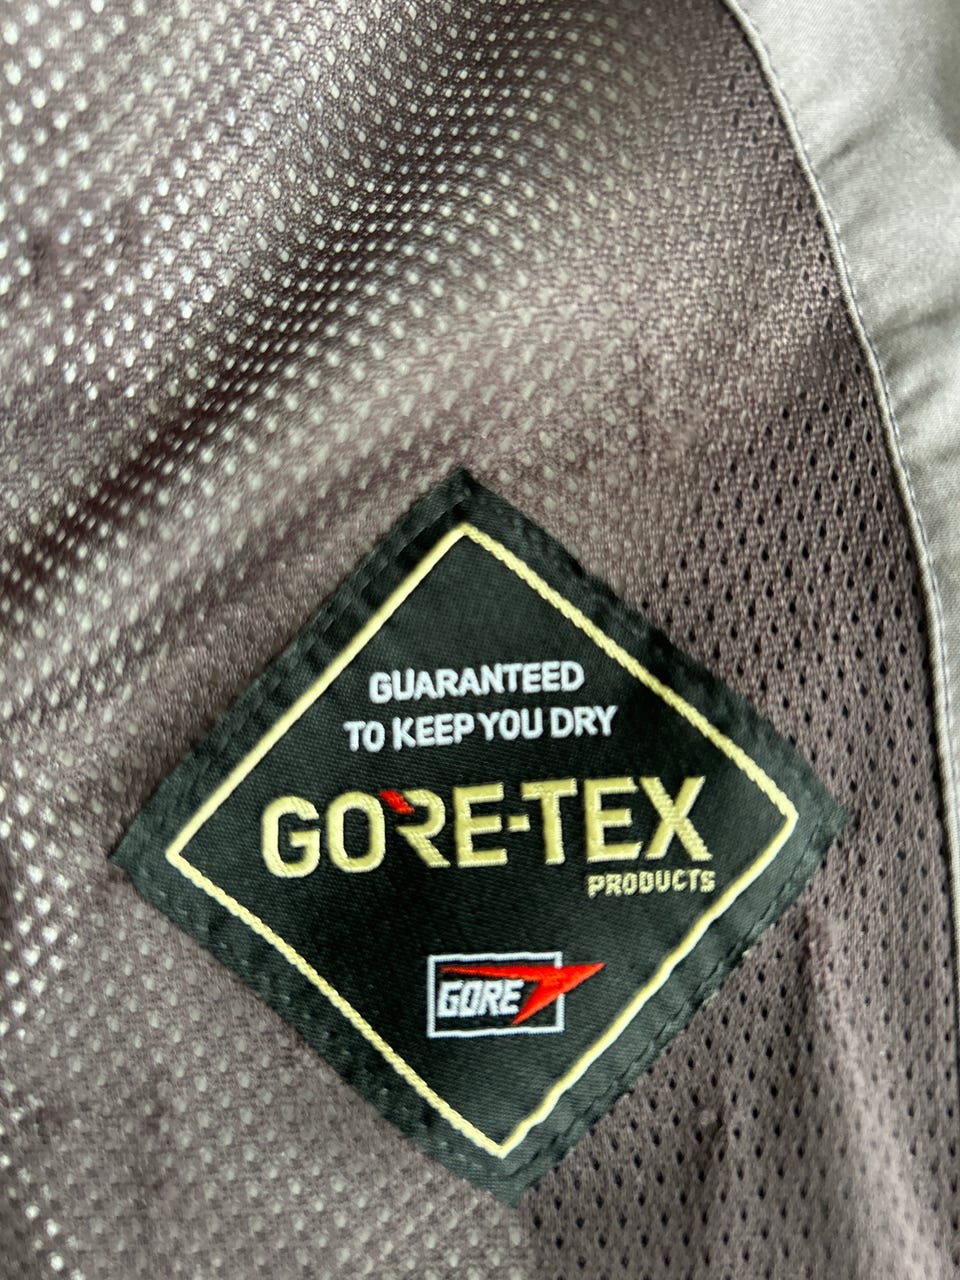 GUARANTEED
TO KEEP YOU DRY
GORE-TEX
PRODUCTS
GORE